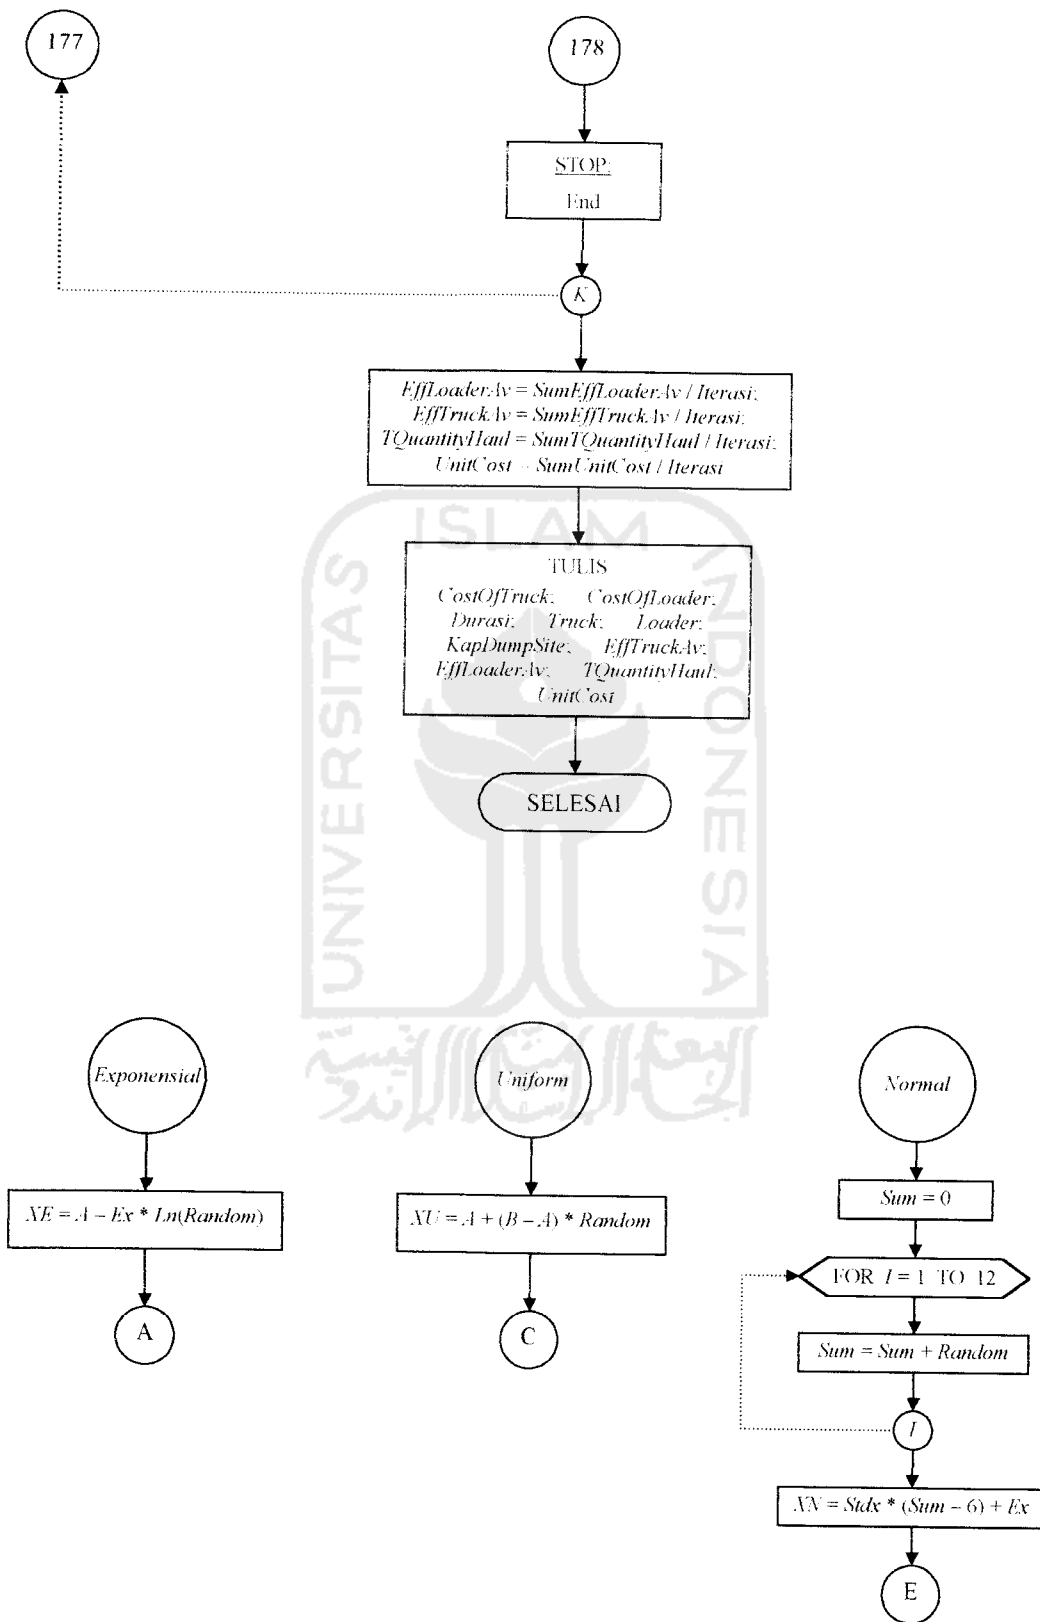 177
178
STOP:
End
K
EffLoaderAv = SumEffLoaderAv / Iterasi;
EffTruckAv = SumEffTruckAv / Iterasi;
TQuantityHaul = SumTQuantityHaul / Iterasi;
UnitCost = SumUnitCost / Iterasi
TULIS
CostOfTruck; CostOfLoader;
Durasi; Truck; Loader;
KapDumpSite; EffTruckAv;
EffLoaderAv; TQuantityHaul;
UnitCost
SELESAI
UNIVERSITAS ISLAM INDONESIA
Exponensial
XE = A – Ex * Ln(Random)
A
Uniform
XU = A + (B – A) * Random
C
Normal
Sum = 0
FOR I = 1 TO 12
Sum = Sum + Random
I
XN = Stdx * (Sum – 6) + Ex
E